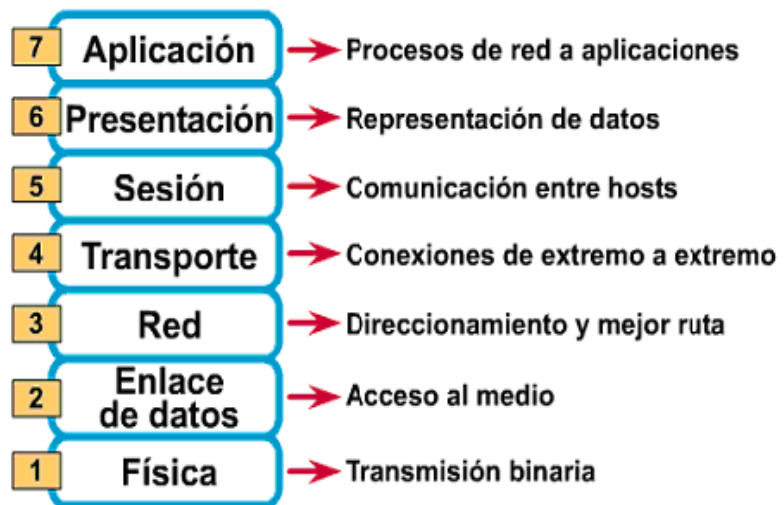 7 Aplicación Procesos de red a aplicaciones
6 Presentación Representación de datos
5 Sesión Comunicación entre hosts
4 Transporte Conexiones de extremo a extremo
3 Red Direccionamiento y mejor ruta
2 Enlace
de datos Acceso al medio
1 Física Transmisión binaria